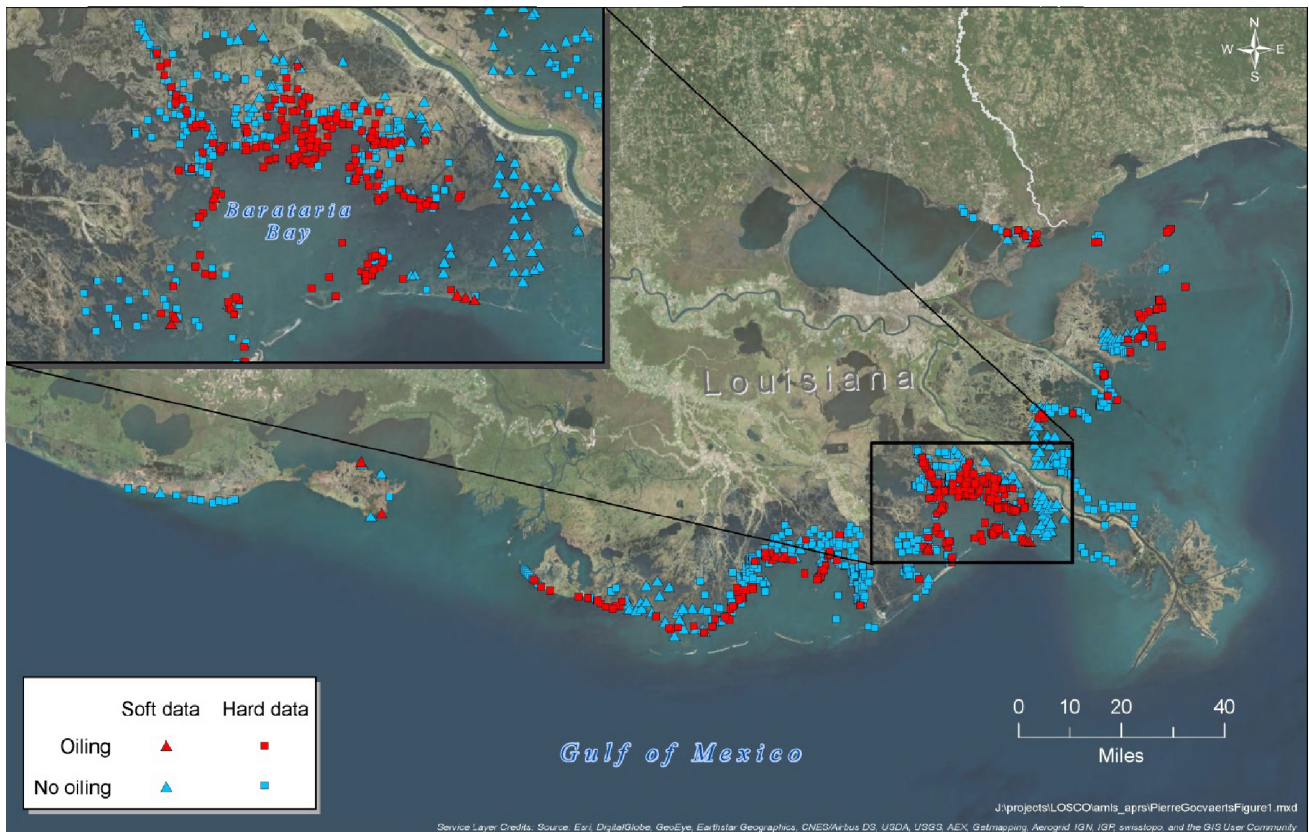 N
W E
S
Barataria
Bay
Louisiana
Soft data Hard data
Oiling
No oiling
Gulf of Mexico
0 10 20 40
Miles
J:\projects\LOSCO\amls_aprs\PierreGoovaertsFigure1.mxd
Service Layer Credits: Source: Esri, DigitalGlobe, GeoEye, Earthstar Geographics, CNES/Airbus DS, USDA, USGS, AEX, Getmapping, Aerogrid, IGN, IGP, swisstopo, and the GIS User Community